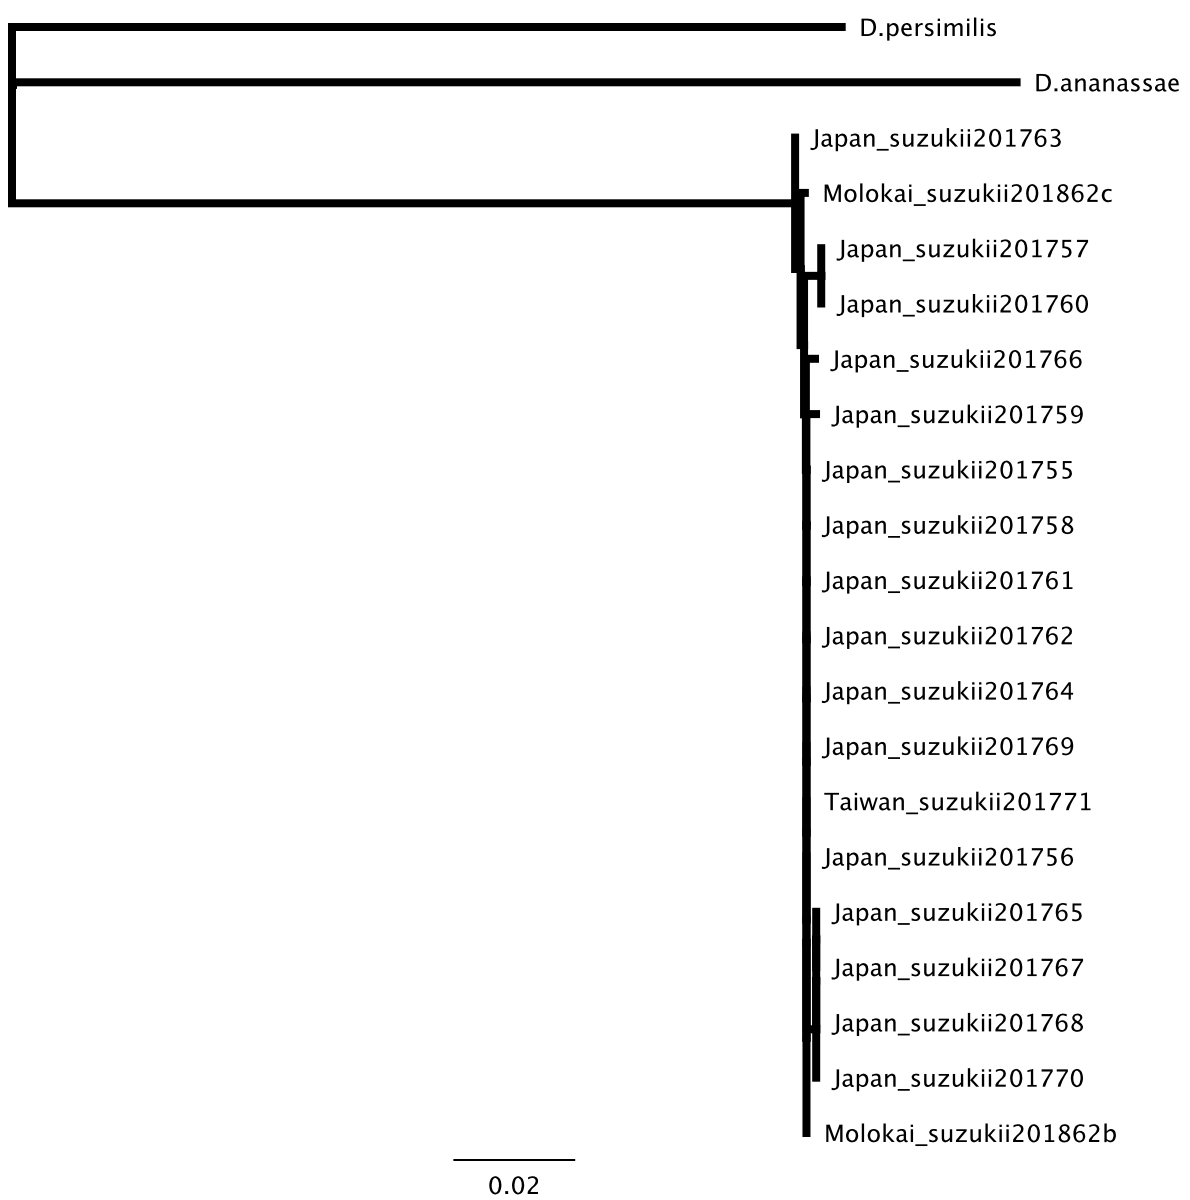 D.persimilis
D.ananassae
Japan_suzukii201763
Molokai_suzukii201862c
Japan_suzukii201757
Japan_suzukii201760
Japan_suzukii201766
Japan_suzukii201759
Japan_suzukii201755
Japan_suzukii201758
Japan_suzukii201761
Japan_suzukii201762
Japan_suzukii201764
Japan_suzukii201769
Taiwan_suzukii201771
Japan_suzukii201756
Japan_suzukii201765
Japan_suzukii201767
Japan_suzukii201768
Japan_suzukii201770
Molokai_suzukii201862b
0.02